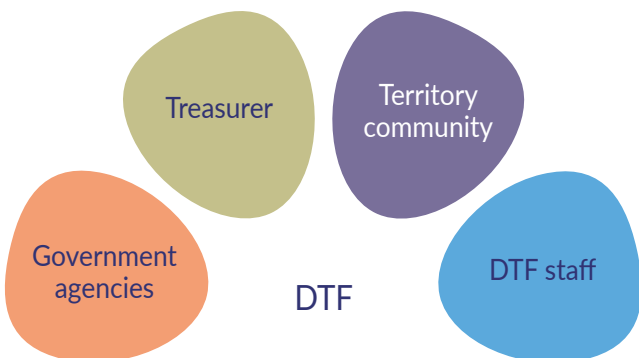 Treasurer
Territory
community
Government
agencies
DTF staff
DTF